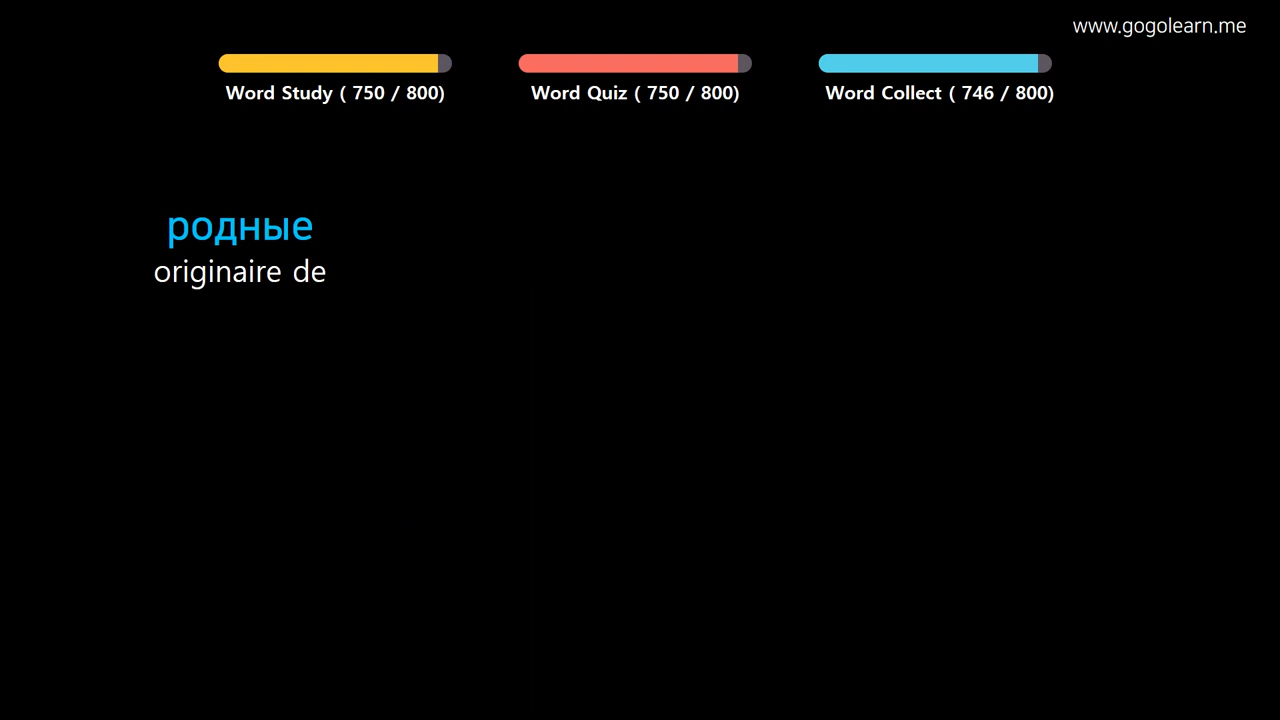 www.gogolearn.me
Word Study ( 750 / 800)
Word Quiz ( 750 / 800)
Word Collect ( 746 / 800)
родные
originaire de